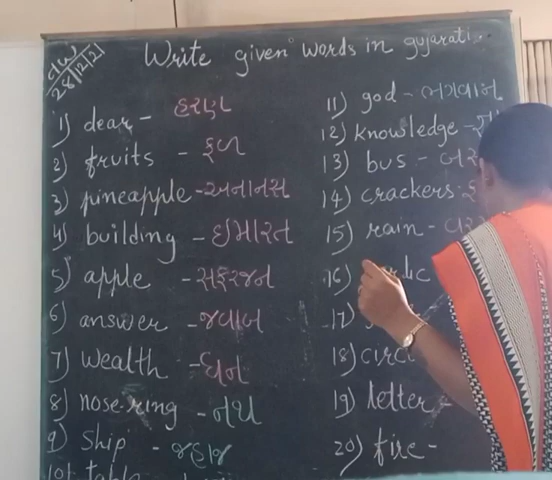 28/12/21
Write given words in gujarati..
1) dear - હરણ
2) fruits - ફળ
3) pineapple - અનાનસ
4) building - ઈમારત
5) apple - સફરજન
6) answer - જવાબ
7) wealth - ધન
8) nose-ring - નથ
9) Ship - જહાજ
10) table
11) god - ભગવાન
12) knowledge -
13) bus - બસ
14) crackers -
15) rain -
16)
17)
18) circ
19) letter -
20) fire -